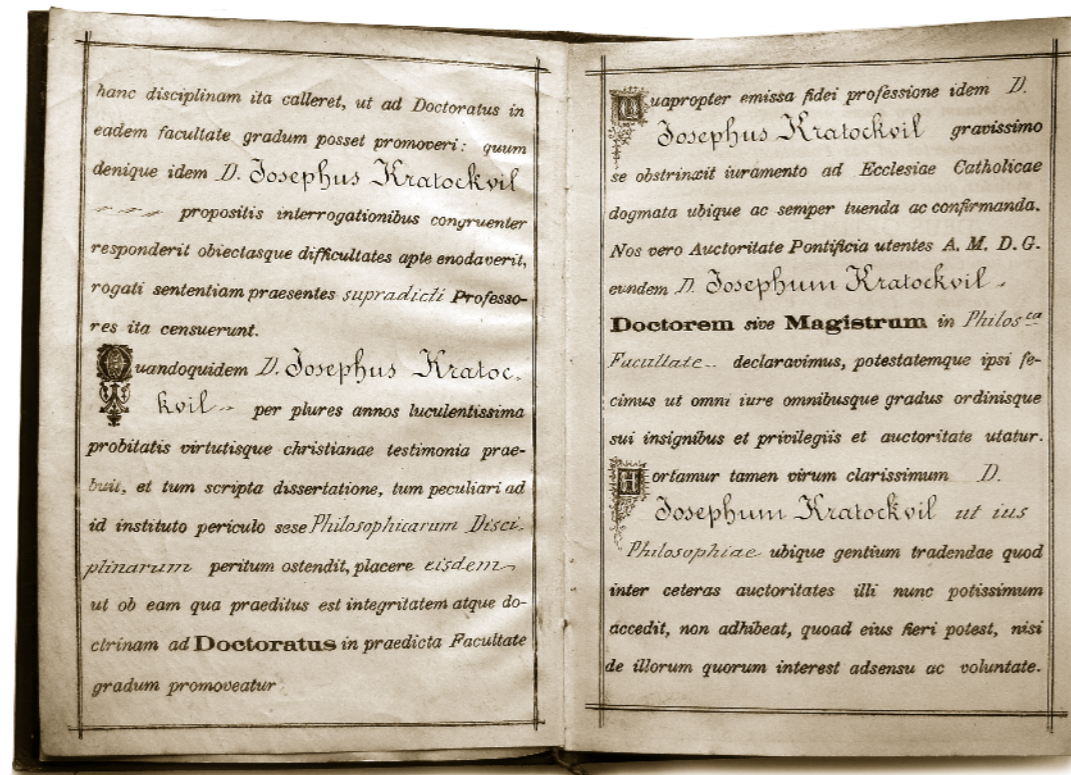 hanc disciplinam ita calleret, ut ad Doctoratus in
eadem facultate gradum posset promoveri: quum
denique idem D. Josephus Kratockvil
propositis interrogationibus congruenter
responderit obiectasque difficultates apte enodaverit,
rogati sententiam praesentes supradicti Professo-
res ita censuerunt.
Quandoquidem D. Josephus Kratoc-
kvil per plures annos luculentissima
probitatis virtutisque christianae testimonia prae-
buit, et tum scripta dissertatione, tum peculiari ad
id instituto periculo sese Philosophicarum Disci-
plinarum peritum ostendit, placere eisdem
ut ob eam qua praeditus est integritatem atque do-
ctrinam ad Doctoratus in praedicta Facultate
gradum promoveatur
Quapropter emissa fidei professione idem D.
Josephus Kratockvil gravissimo
se obstrinxit iuramento ad Ecclesiae Catholicae
dogmata ubique ac semper tuenda ac confirmanda.
Nos vero Auctoritate Pontificia utentes A. M. D. G.
eundem D. Josephum Kratockvil
Doctorem sive Magistrum in Philos.ca
Facultate declaravimus, potestatemque ipsi fe-
cimus ut omni iure omnibusque gradus ordinisque
sui insignibus et privilegiis et auctoritate utatur.
Hortamur tamen virum clarissimum D.
Josephum Kratockvil ut ius
Philosophiae ubique gentium tradendae quod
inter ceteras auctoritates illi nunc potissimum
accedit, non adhibeat, quoad eius fieri potest, nisi
de illorum quorum interest adsensu ac voluntate.